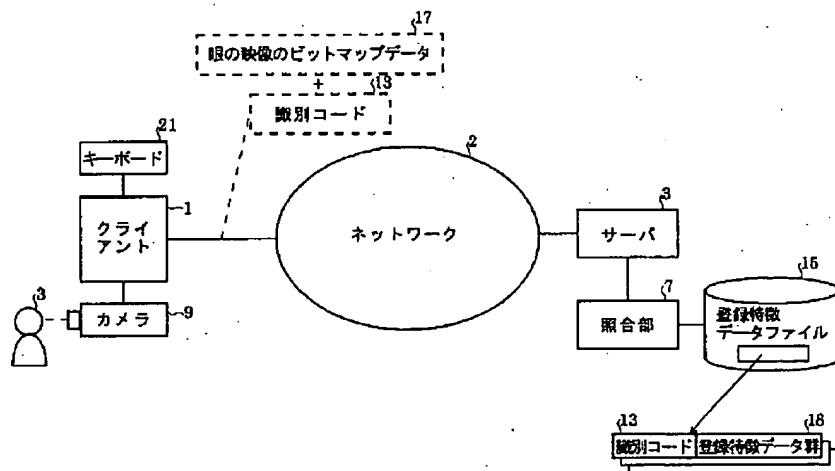 17
眼の映像のビットマップデータ
+
13
識別コード
21
キーボード
1
クライ
アント
2
ネットワーク
3
サーバ
7
照合部
15
登録特徴
データファイル
3
カメラ
9
13
18
識別コード
登録特徴データ群